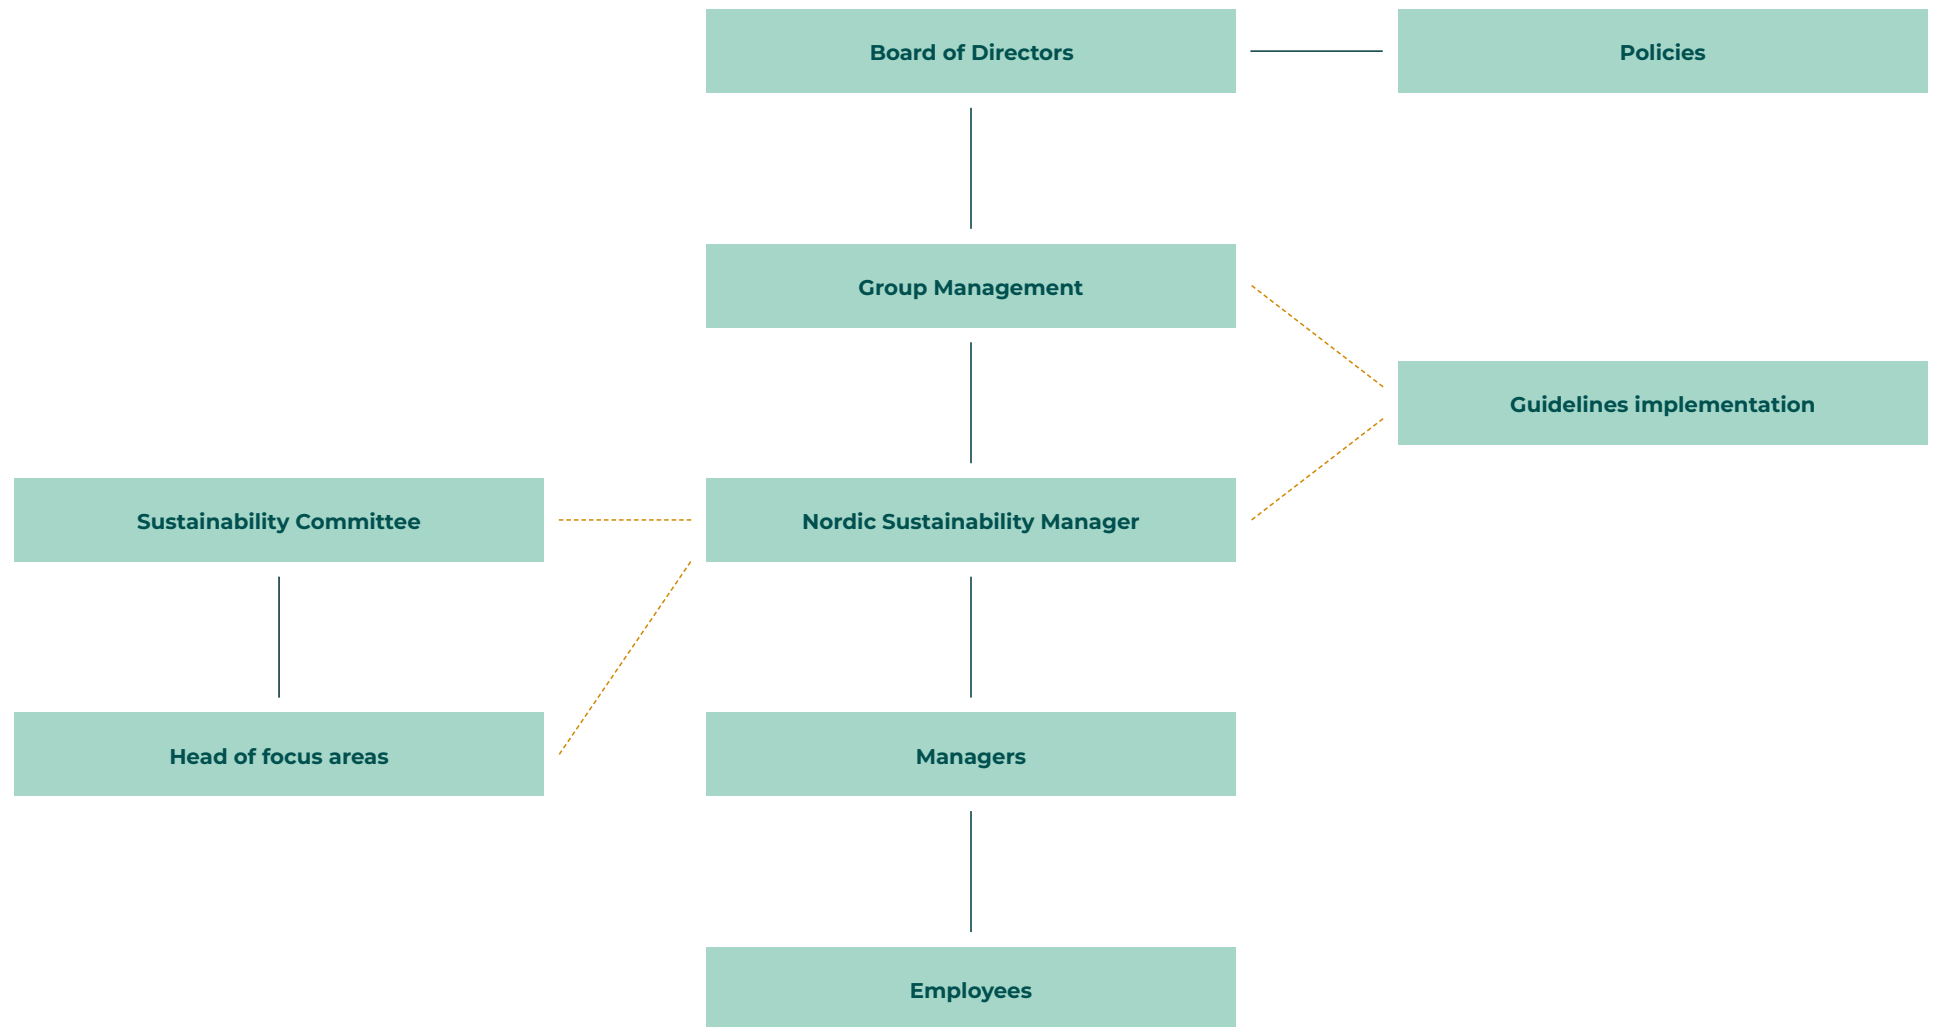 Board of Directors
Policies
Group Management
Guidelines implementation
Sustainability Committee
Nordic Sustainability Manager
Head of focus areas
Managers
Employees